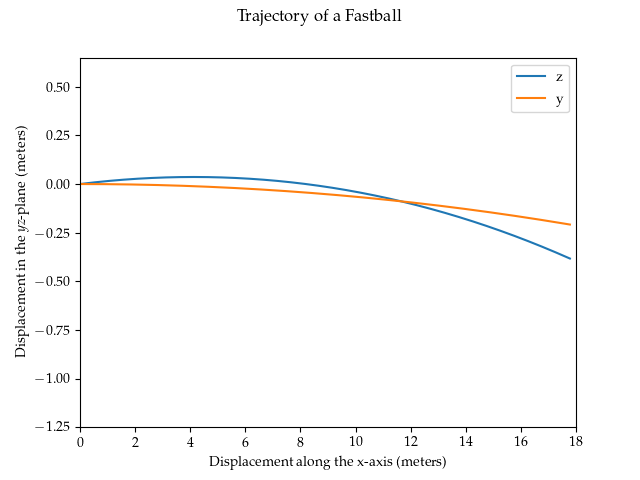 Trajectory of a Fastball
z
y
0.50
0.25
0.00
−0.25
−0.50
−0.75
−1.00
−1.25
Displacement in the yz-plane (meters)
0 2 4 6 8 10 12 14 16 18
Displacement along the x-axis (meters)